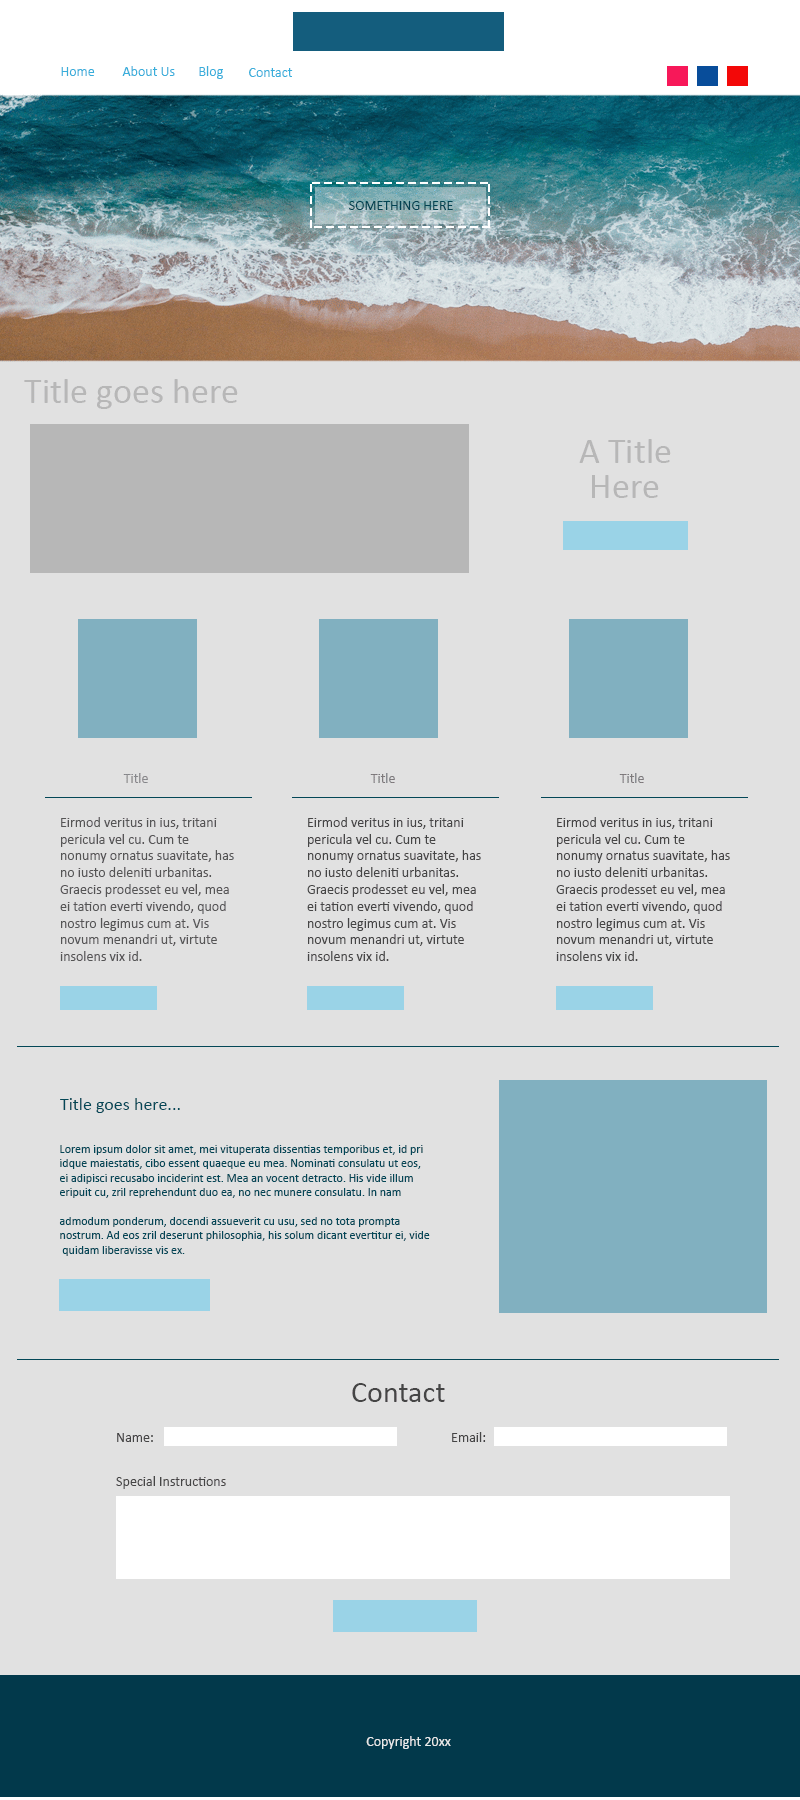 Home About Us Blog Contact
SOMETHING HERE
Title goes here
A Title
Here
Title
Eirmod veritus in ius, tritani
pericula vel cu. Cum te
nonumy ornatus suavitate, has
no iusto deleniti urbanitas.
Graecis prodesset eu vel, mea
ei tation everti vivendo, quod
nostro legimus cum at. Vis
novum menandri ut, virtute
insolens vix id.
Title
Eirmod veritus in ius, tritani
pericula vel cu. Cum te
nonumy ornatus suavitate, has
no iusto deleniti urbanitas.
Graecis prodesset eu vel, mea
ei tation everti vivendo, quod
nostro legimus cum at. Vis
novum menandri ut, virtute
insolens vix id.
Title
Eirmod veritus in ius, tritani
pericula vel cu. Cum te
nonumy ornatus suavitate, has
no iusto deleniti urbanitas.
Graecis prodesset eu vel, mea
ei tation everti vivendo, quod
nostro legimus cum at. Vis
novum menandri ut, virtute
insolens vix id.
Title goes here...
Lorem ipsum dolor sit amet, mei vituperata dissentias temporibus et, id pri
idque maiestatis, cibo essent quaeque eu mea. Nominati consulatu ut eos,
ei adipisci recusabo inciderint est. Mea an vocent detracto. His vide illum
eripuit cu, zril reprehendunt duo ea, no nec munere consulatu. In nam
admodum ponderum, docendi assueverit cu usu, sed no tota prompta
nostrum. Ad eos zril deserunt philosophia, his solum dicant evertitur ei, vide
quidam liberavisse vis ex.
Contact
Name: Email:
Special Instructions
Copyright 20xx